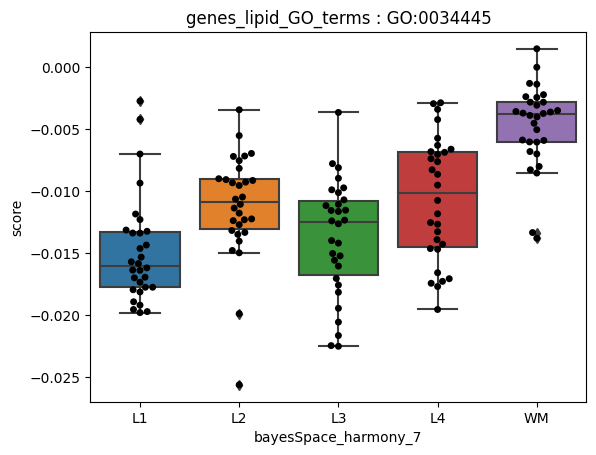 genes_lipid_GO_terms : GO:0034445
0.000
−0.005
−0.010
−0.015
−0.020
−0.025
score
L1 L2 L3 L4 WM
bayesSpace_harmony_7